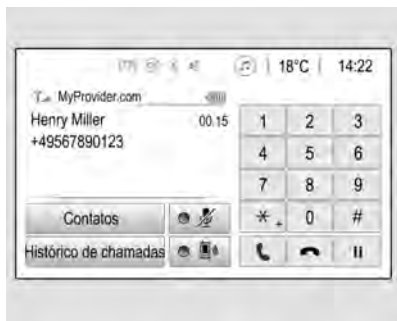 18°C 14:22
MyProvider.com
Henry Miller 00.15
+49567890123
1 2 3
4 5 6
7 8 9
Contatos * + 0 #
Histórico de chamadas